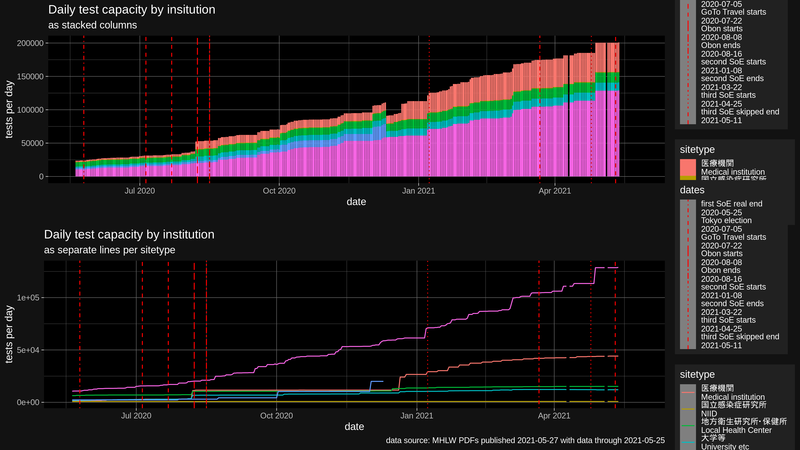 Daily test capacity by insitution
as stacked columns
200000
150000
100000
50000
0
tests per day
Jul 2020
Oct 2020
Jan 2021
Apr 2021
date
2020-07-05
GoTo Travel starts
2020-07-22
Obon starts
2020-08-08
Obon ends
2020-08-16
second SoE starts
2021-01-08
second SoE ends
2021-03-22
third SoE starts
2021-04-25
third SoE skipped end
2021-05-11
sitetype
医療機関
Medical institution
国立感染症研究所
dates
first SoE real end
2020-05-25
Tokyo election
2020-07-05
GoTo Travel starts
2020-07-22
Obon starts
2020-08-08
Obon ends
2020-08-16
second SoE starts
2021-01-08
second SoE ends
2021-03-22
third SoE starts
2021-04-25
third SoE skipped end
2021-05-11
Daily test capacity by institution
as separate lines per sitetype
1e+05
5e+04
0e+00
tests per day
Jul 2020
Oct 2020
Jan 2021
Apr 2021
date
sitetype
医療機関
Medical institution
国立感染症研究所
NIID
地方衛生研究所・保健所
Local Health Center
大学等
University etc
data source: MHLW PDFs published 2021-05-27 with data through 2021-05-25